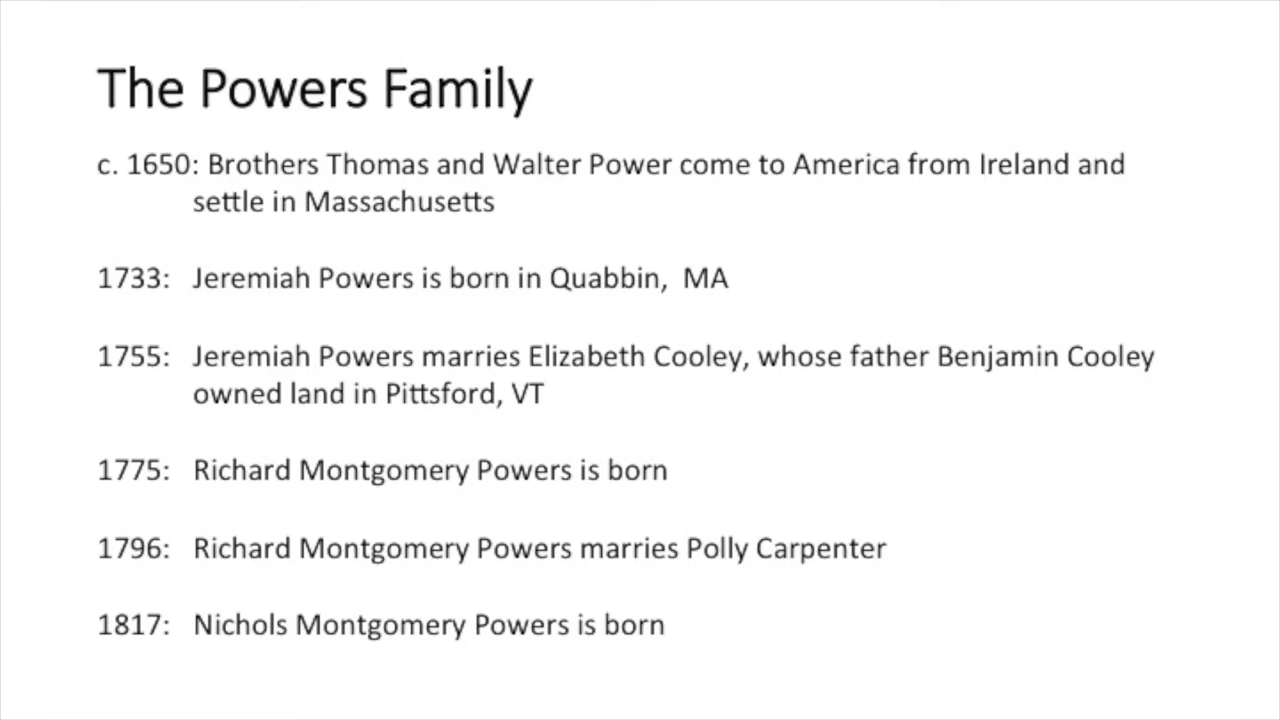 The Powers Family
c. 1650: Brothers Thomas and Walter Power come to America from Ireland and
settle in Massachusetts
1733: Jeremiah Powers is born in Quabbin, MA
1755: Jeremiah Powers marries Elizabeth Cooley, whose father Benjamin Cooley
owned land in Pittsford, VT
1775: Richard Montgomery Powers is born
1796: Richard Montgomery Powers marries Polly Carpenter
1817: Nichols Montgomery Powers is born